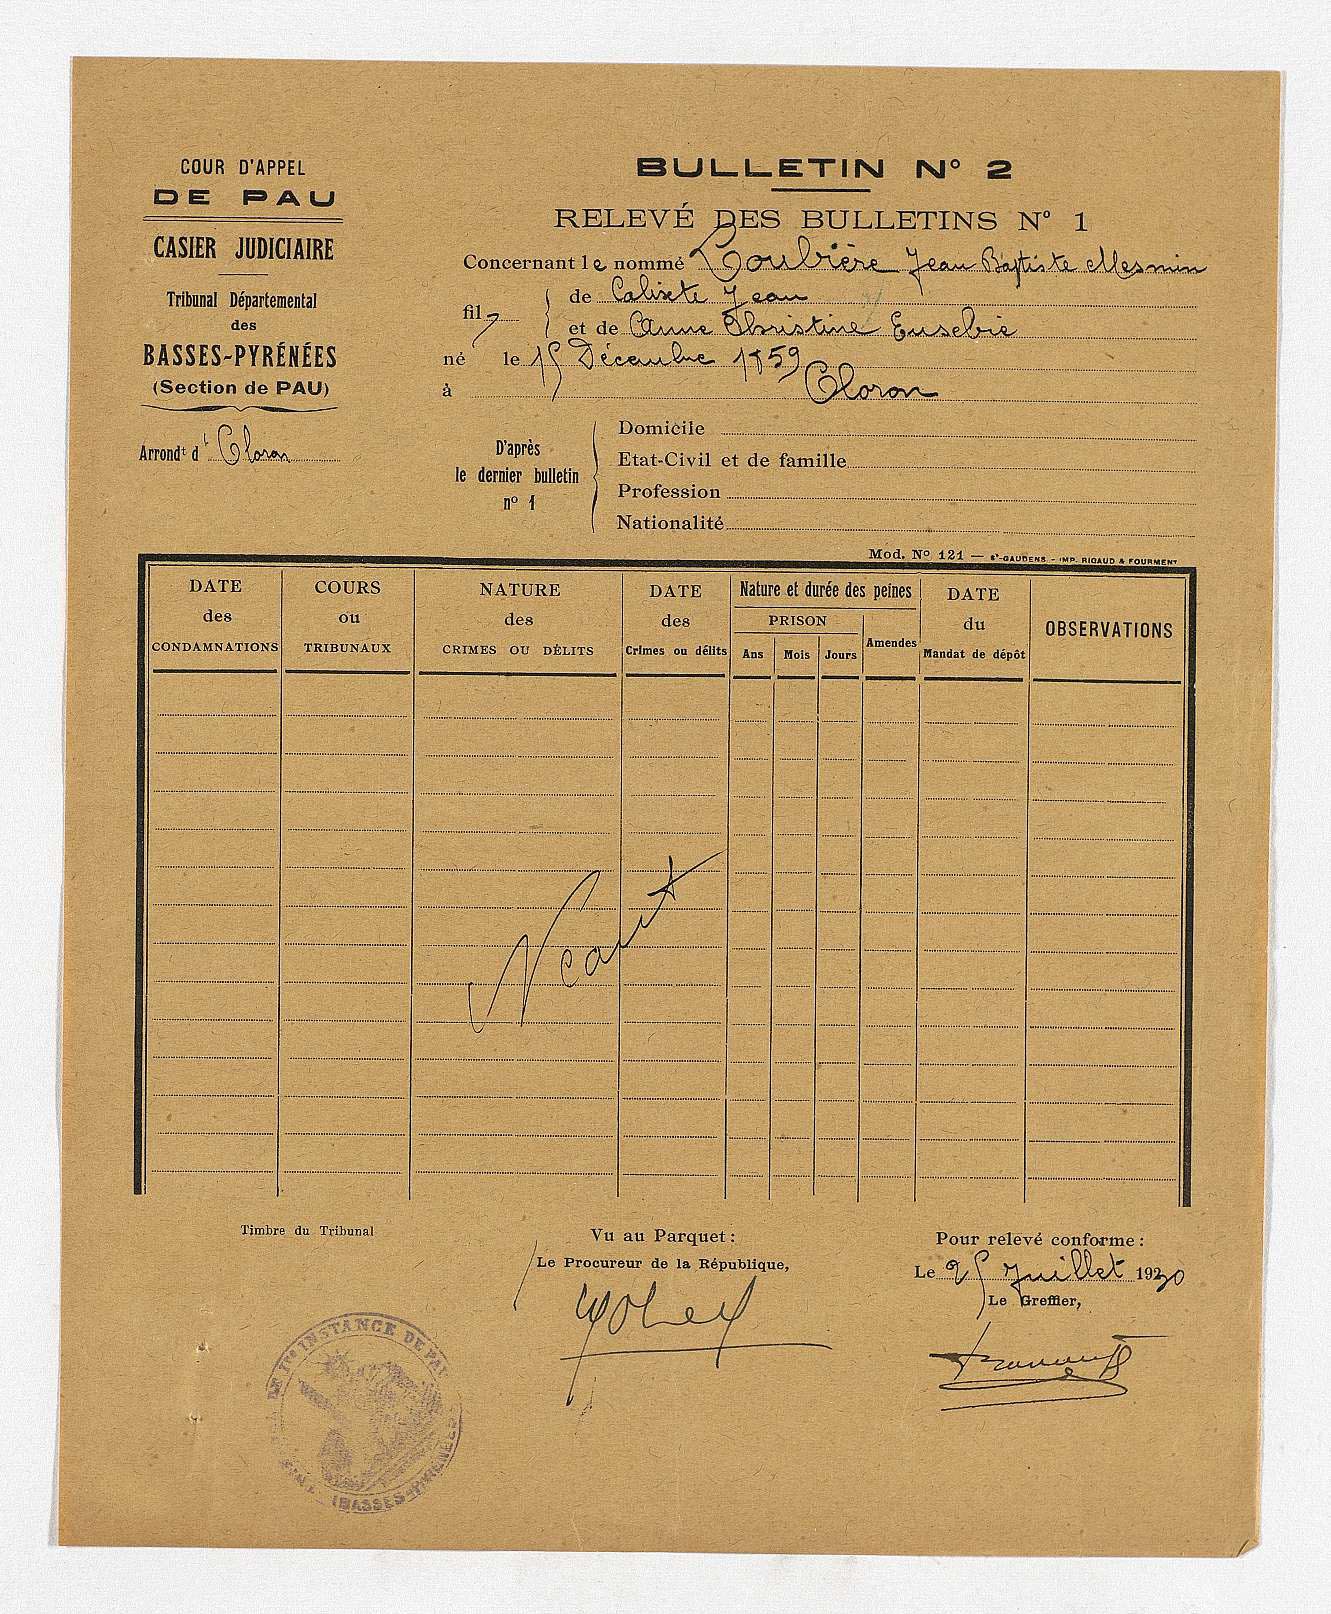 COUR D'APPEL
DE PAU
CASIER JUDICIAIRE
Tribunal Départemental
des
BASSES-PYRÉNÉES
(Section de PAU)
Arrondt d' Oloron
BULLETIN N° 2
RELEVÉ DES BULLETINS N° 1
Concernant le nommé Loubière Jean Baptiste Mesmin
fils
de Calixte Jean
et de Anne Christine Eusebie
né le 15 Décembre 1859
à Oloron
D'après
le dernier bulletin
n° 1
Domicile
Etat-Civil et de famille
Profession
Nationalité
Mod. N° 121 — St-GAUDENS - IMP. RIGAUD & FOURMENT
DATE
des
CONDAMNATIONS
COURS
ou
TRIBUNAUX
NATURE
des
CRIMES OU DÉLITS
DATE
des
Crimes ou délits
Nature et durée des peines
PRISON
Ans Mois Jours
Amendes
DATE
du
Mandat de dépôt
OBSERVATIONS
Néant
Timbre du Tribunal
Vu au Parquet :
Le Procureur de la République,
Pour relevé conforme :
Le 25 Juillet 1930
Le Greffier,
DE 1re INSTANCE DE PAU
(BASSES-PYRÉNÉES)